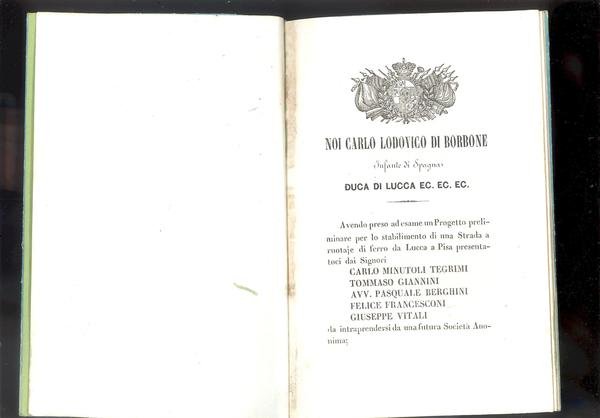 NOI CARLO LODOVICO DI BORBONE
Infante di Spagna
DUCA DI LUCCA EC. EC. EC.
Avendo preso ad esame un Progetto preli-
minare per lo stabilimento di una Strada a
ruotaje di ferro da Lucca a Pisa presenta-
toci dai Signori
CARLO MINUTOLI TEGRIMI
TOMMASO GIANNINI
AVV. PASQUALE BERGHINI
FELICE FRANCESCONI
GIUSEPPE VITALI
da intraprendersi da una futura Società Ano-
nima;